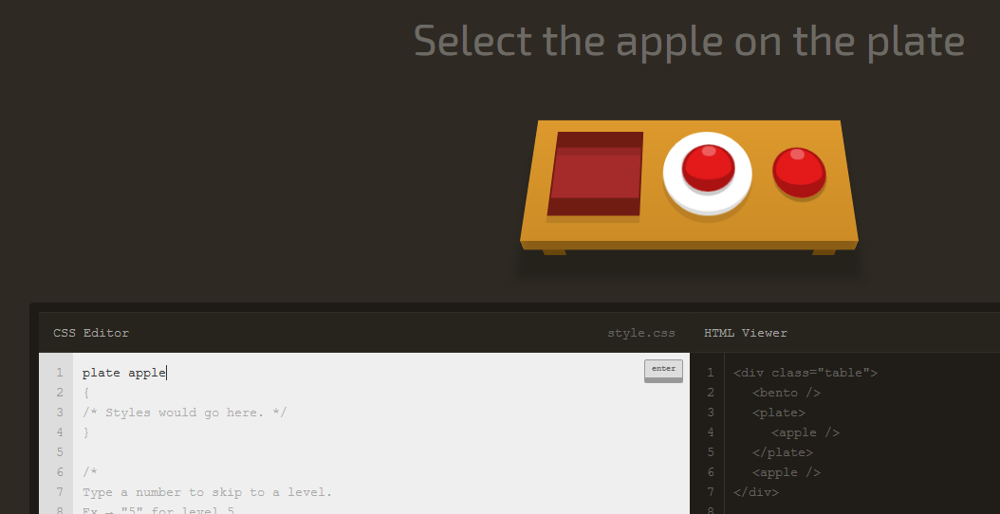 Select the apple on the plate
CSS Editor
style.css
HTML Viewer
enter
1 plate apple
2 {
3 /* Styles would go here. */
4 }
5
6 /*
7 Type a number to skip to a level.
8 Ex → "5" for level 5
1 <div class="table">
2 <bento />
3 <plate>
4 <apple />
5 </plate>
6 <apple />
7 </div>
8